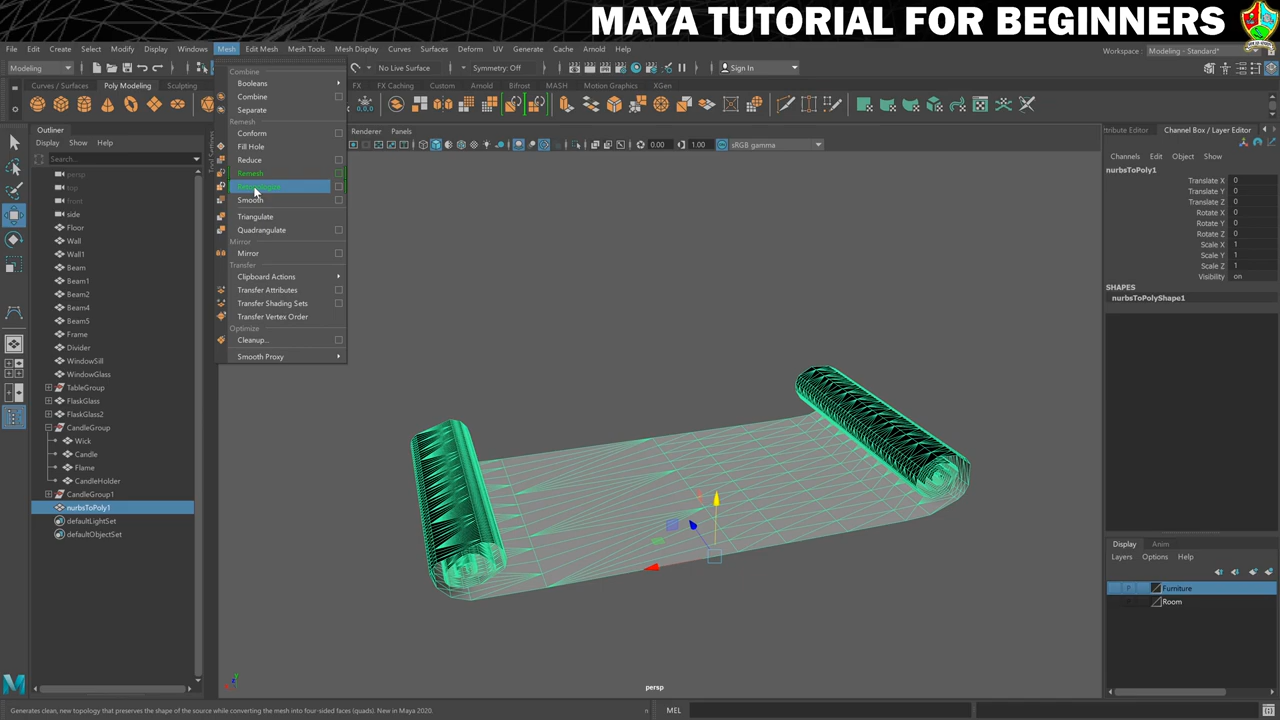 MAYA TUTORIAL FOR BEGINNERS
File Edit Create Select Modify Display Windows Mesh Edit Mesh Mesh Tools Mesh Display Curves Surfaces Deform UV Generate Cache Arnold Help
Workspace : Modeling - Standard*
Modeling
No Live Surface
Symmetry: Off
Sign In
Curves / Surfaces Poly Modeling Sculpting
FX FX Caching Custom Arnold Bifrost MASH Motion Graphics XGen
Outliner
Display Show Help
Search...
persp
top
front
side
Floor
Wall
Wall1
Beam
Beam1
Beam2
Beam4
Beam5
Frame
Divider
WindowSill
WindowGlass
TableGroup
FlaskGlass
FlaskGlass2
CandleGroup
Wick
Candle
Flame
CandleHolder
CandleGroup1
nurbsToPoly1
defaultLightSet
defaultObjectSet
Combine
Booleans
Combine
Separate
Remesh
Conform
Fill Hole
Reduce
Remesh
Retopologize
Smooth
Triangulate
Quadrangulate
Mirror
Mirror
Transfer
Clipboard Actions
Transfer Attributes
Transfer Shading Sets
Transfer Vertex Order
Optimize
Cleanup...
Smooth Proxy
Renderer Panels
0.00
1.00
sRGB gamma
persp
Attribute Editor Channel Box / Layer Editor
Channels Edit Object Show
nurbsToPoly1
Translate X 0
Translate Y 0
Translate Z 0
Rotate X 0
Rotate Y 0
Rotate Z 0
Scale X 1
Scale Y 1
Scale Z 1
Visibility on
SHAPES
nurbsToPolyShape1
Display Anim
Layers Options Help
P Furniture
Room
Generates clean, new topology that preserves the shape of the source while converting the mesh into four-sided faces (quads). New in Maya 2020.
MEL